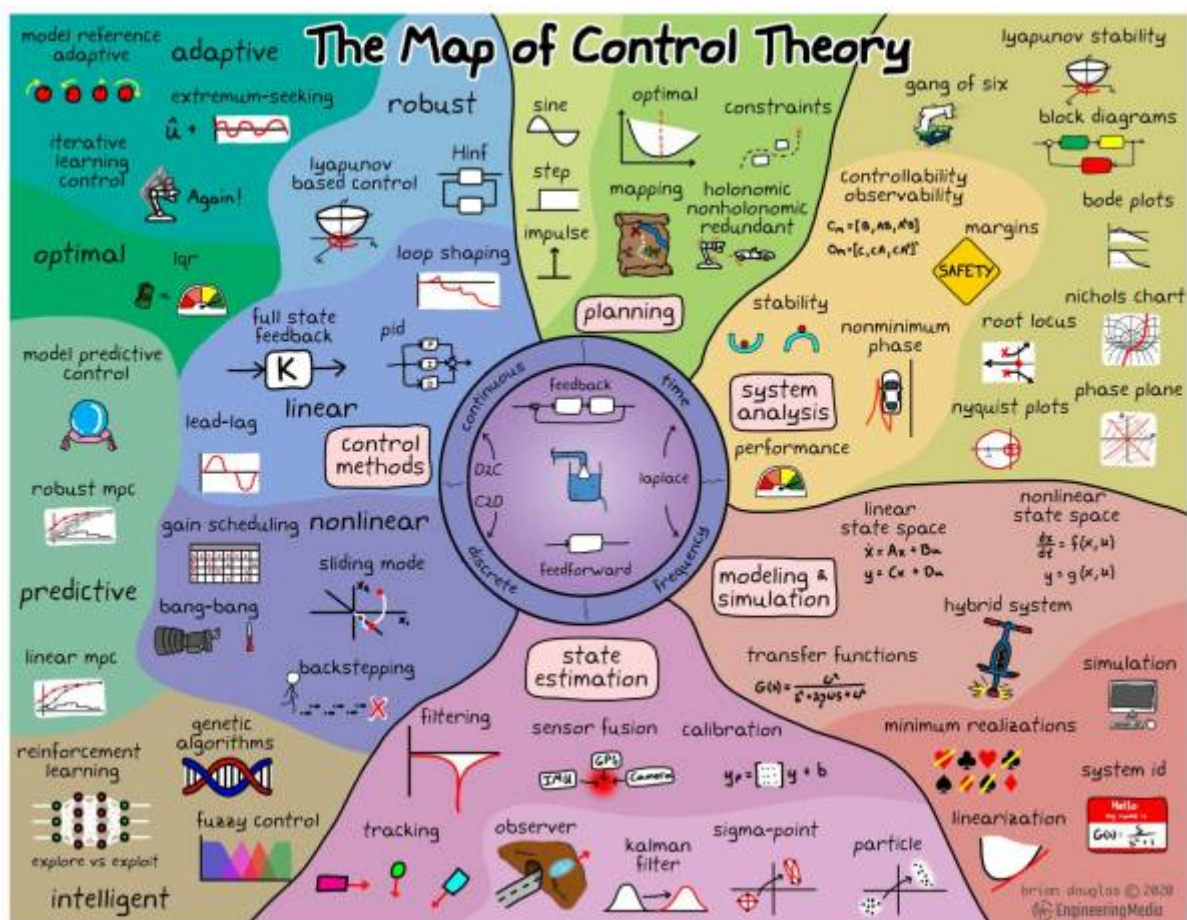 The Map of Control Theory
model reference
adaptive
adaptive
extremum-seeking
û +
iterative
learning
control
Again!
robust
lyapunov
based control
Hinf
optimal
lqr
loop shaping
full state
feedback
K
pid
linear
lead-lag
control
methods
model predictive
control
robust mpc
predictive
linear mpc
gain scheduling
nonlinear
sliding mode
bang-bang
backstepping
X
reinforcement
learning
explore vs exploit
genetic
algorithms
fuzzy control
intelligent
sine
step
impulse
optimal
constraints
mapping
holonomic
nonholonomic
redundant
planning
lyapunov stability
gang of six
block diagrams
controllability
observability
margins
SAFETY
bode plots
stability
nonminimum
phase
root locus
nichols chart
system
analysis
nyquist plots
phase plane
performance
continuous
time
feedback
D2C
C2D
laplace
feedforward
discrete
frequency
linear
state space
ẋ = Ax + Bu
y = Cx + Du
nonlinear
state space
dx/dt = f(x,u)
y = g(x,u)
modeling &
simulation
hybrid system
transfer functions
simulation
minimum realizations
system id
Hello
linearization
state
estimation
filtering
sensor fusion
IMU
GPS
Camera
calibration
y + b
tracking
observer
kalman
filter
sigma-point
particle
brian douglas © 2020
EngineeringMedia